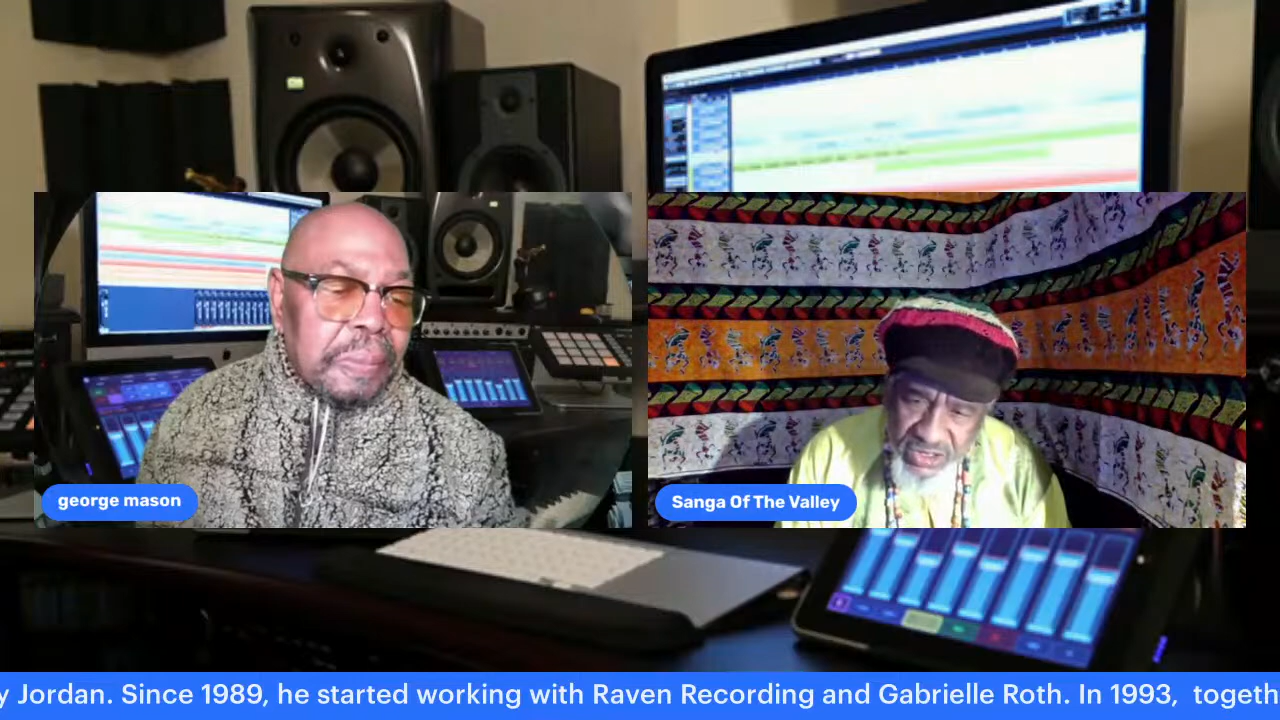 george mason
Sanga Of The Valley
y Jordan. Since 1989, he started working with Raven Recording and Gabrielle Roth. In 1993, togeth